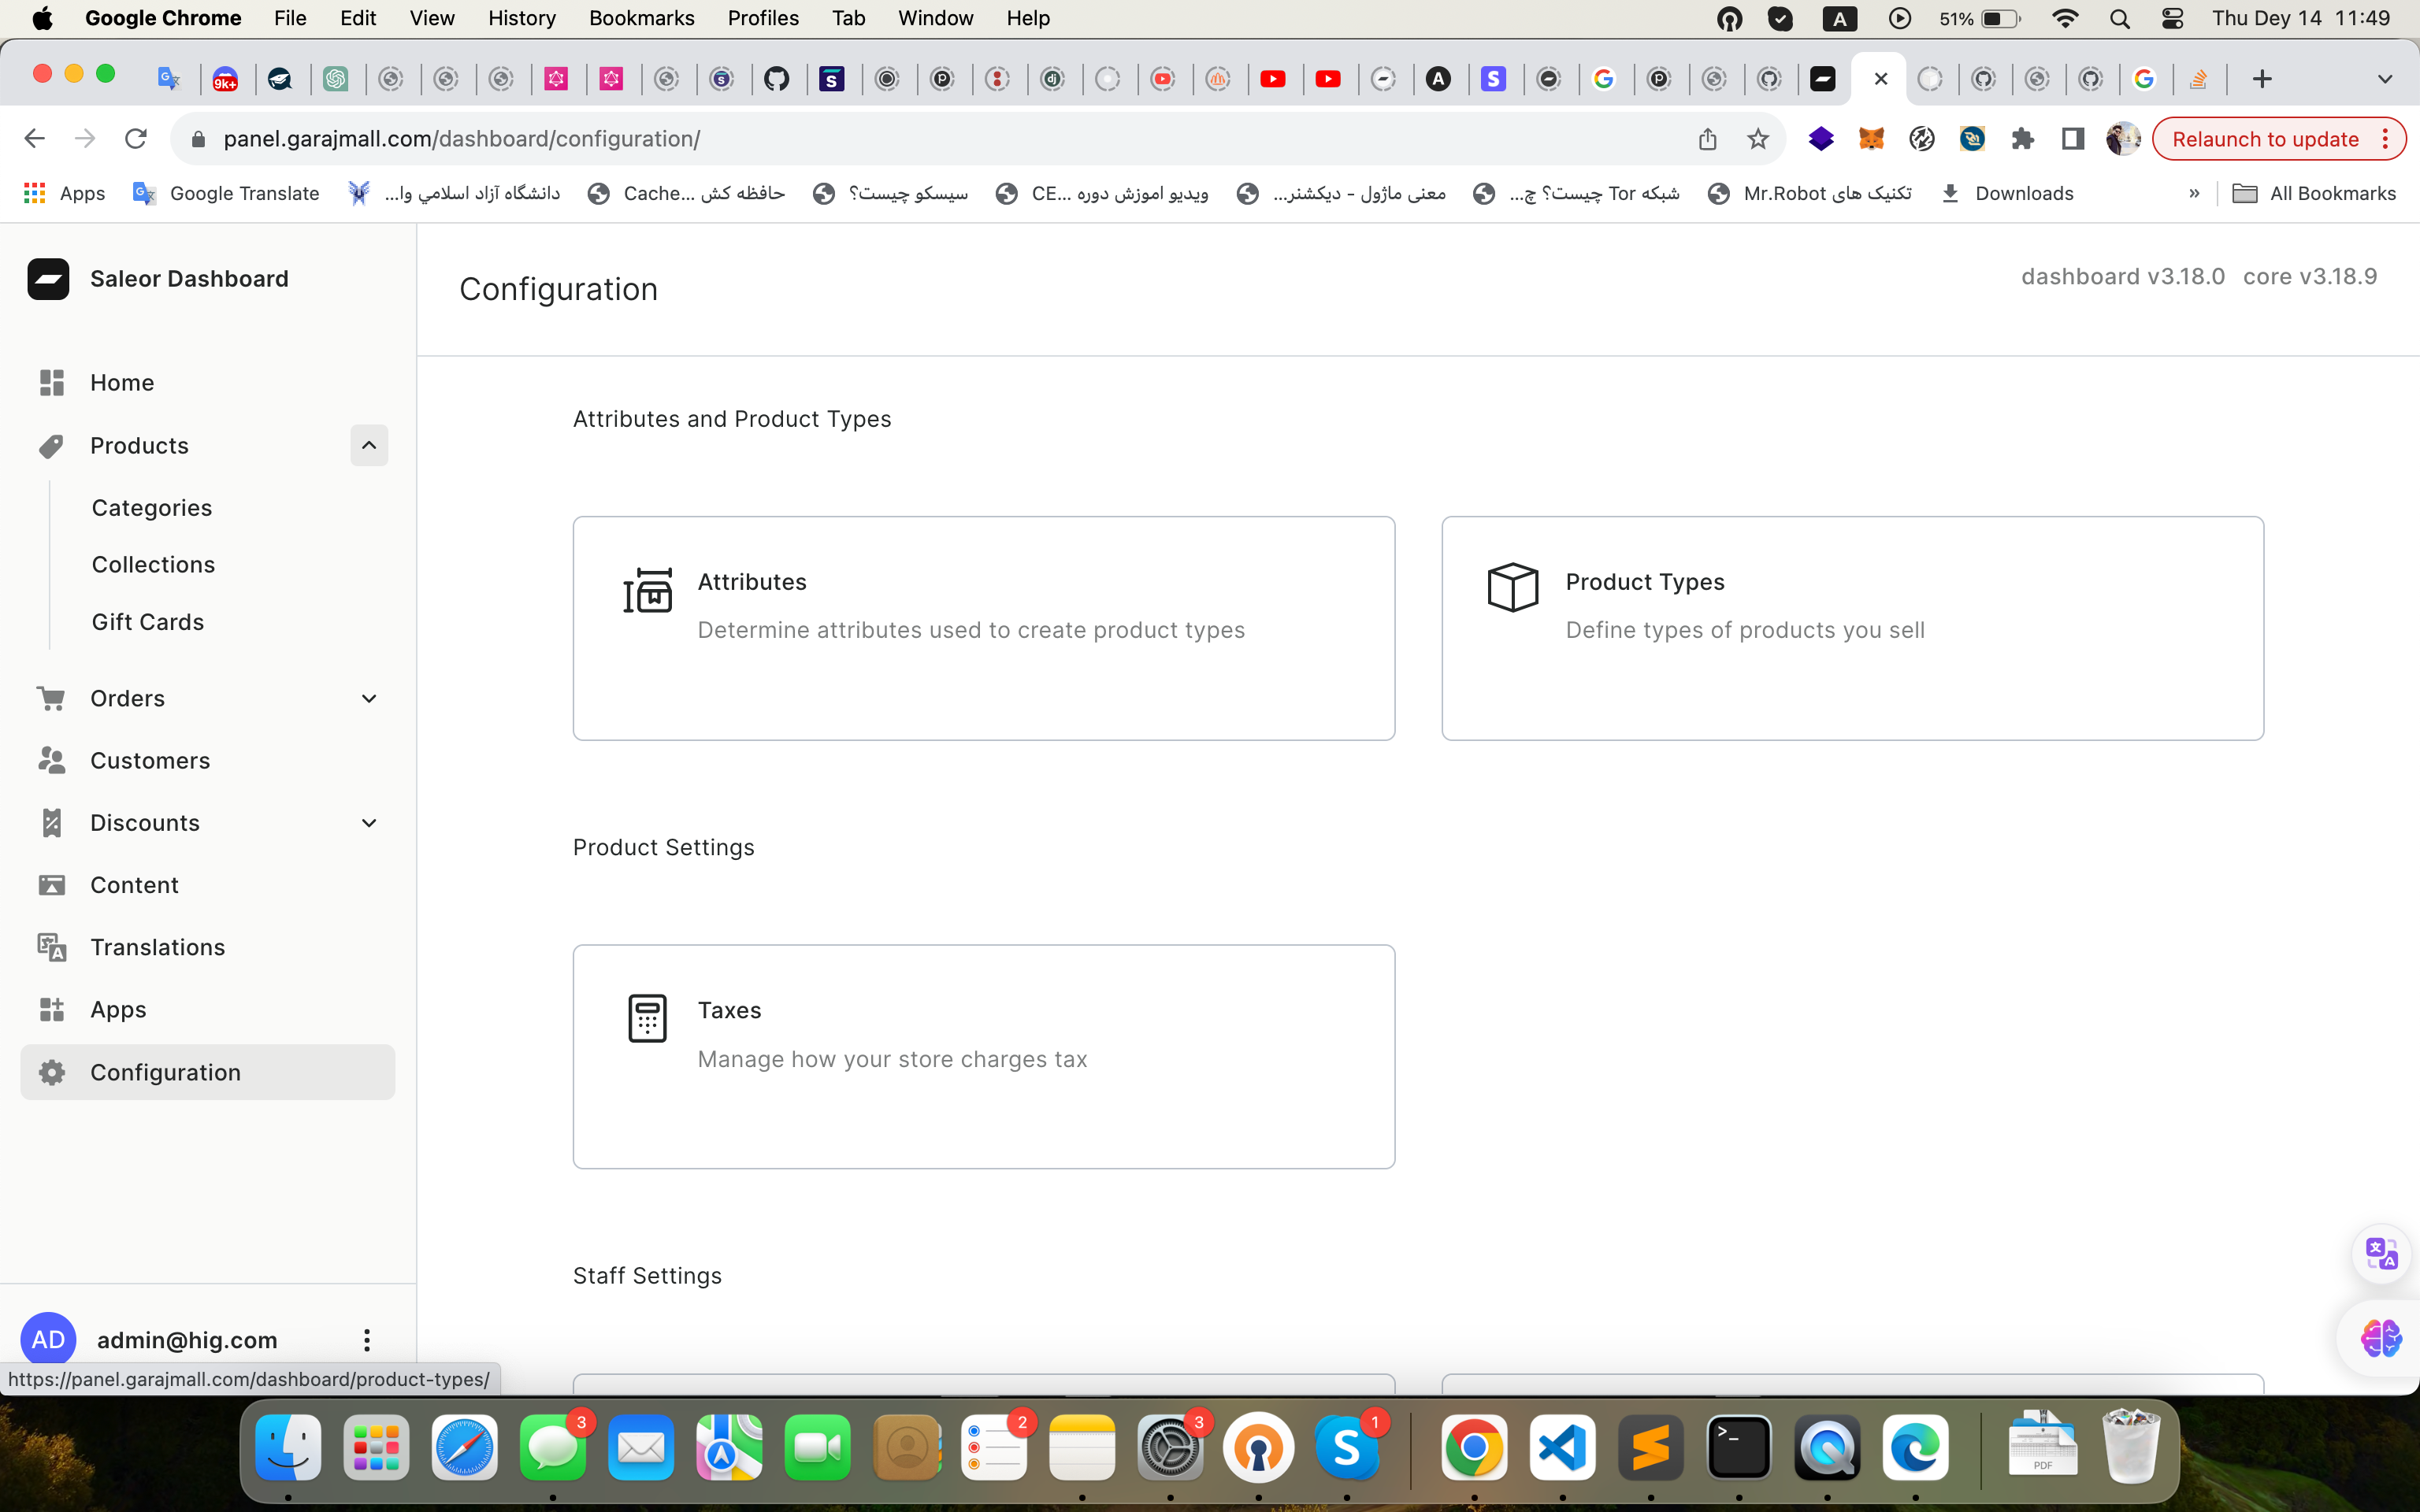 Google Chrome File Edit View History Bookmarks Profiles Tab Window Help A 51% Thu Dey 14 11:49
9k+
panel.garajmall.com/dashboard/configuration/ Relaunch to update
Apps Google Translate دانشگاه آزاد اسلامي وا... حافظه کش Cache... سیسکو چیست؟ ویدیو اموزش دوره CE... معنی ماژول - دیکشنر... شبکه Tor چیست؟ چ... تکنیک های Mr.Robot Downloads » All Bookmarks
Saleor Dashboard
Home
Products
Categories
Collections
Gift Cards
Orders
Customers
Discounts
Content
Translations
Apps
Configuration
AD admin@hig.com
https://panel.garajmall.com/dashboard/product-types/
Configuration
dashboard v3.18.0 core v3.18.9
Attributes and Product Types
Attributes
Determine attributes used to create product types
Product Types
Define types of products you sell
Product Settings
Taxes
Manage how your store charges tax
Staff Settings
3 2 3 1
PDF